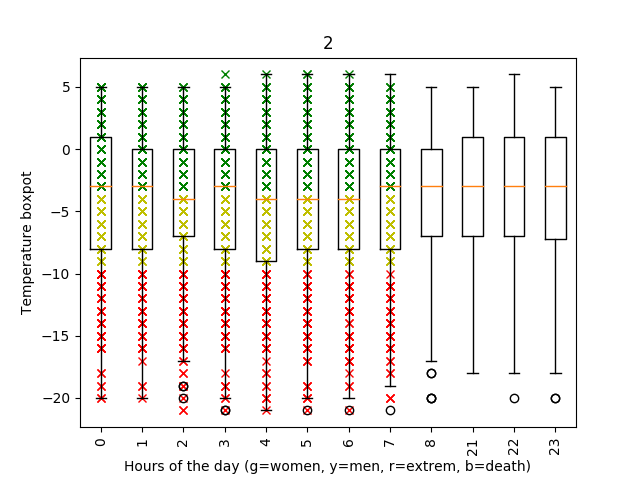 2
Temperature boxpot
5
0
−5
−10
−15
−20
0 1 2 3 4 5 6 7 8 21 22 23
Hours of the day (g=women, y=men, r=extrem, b=death)